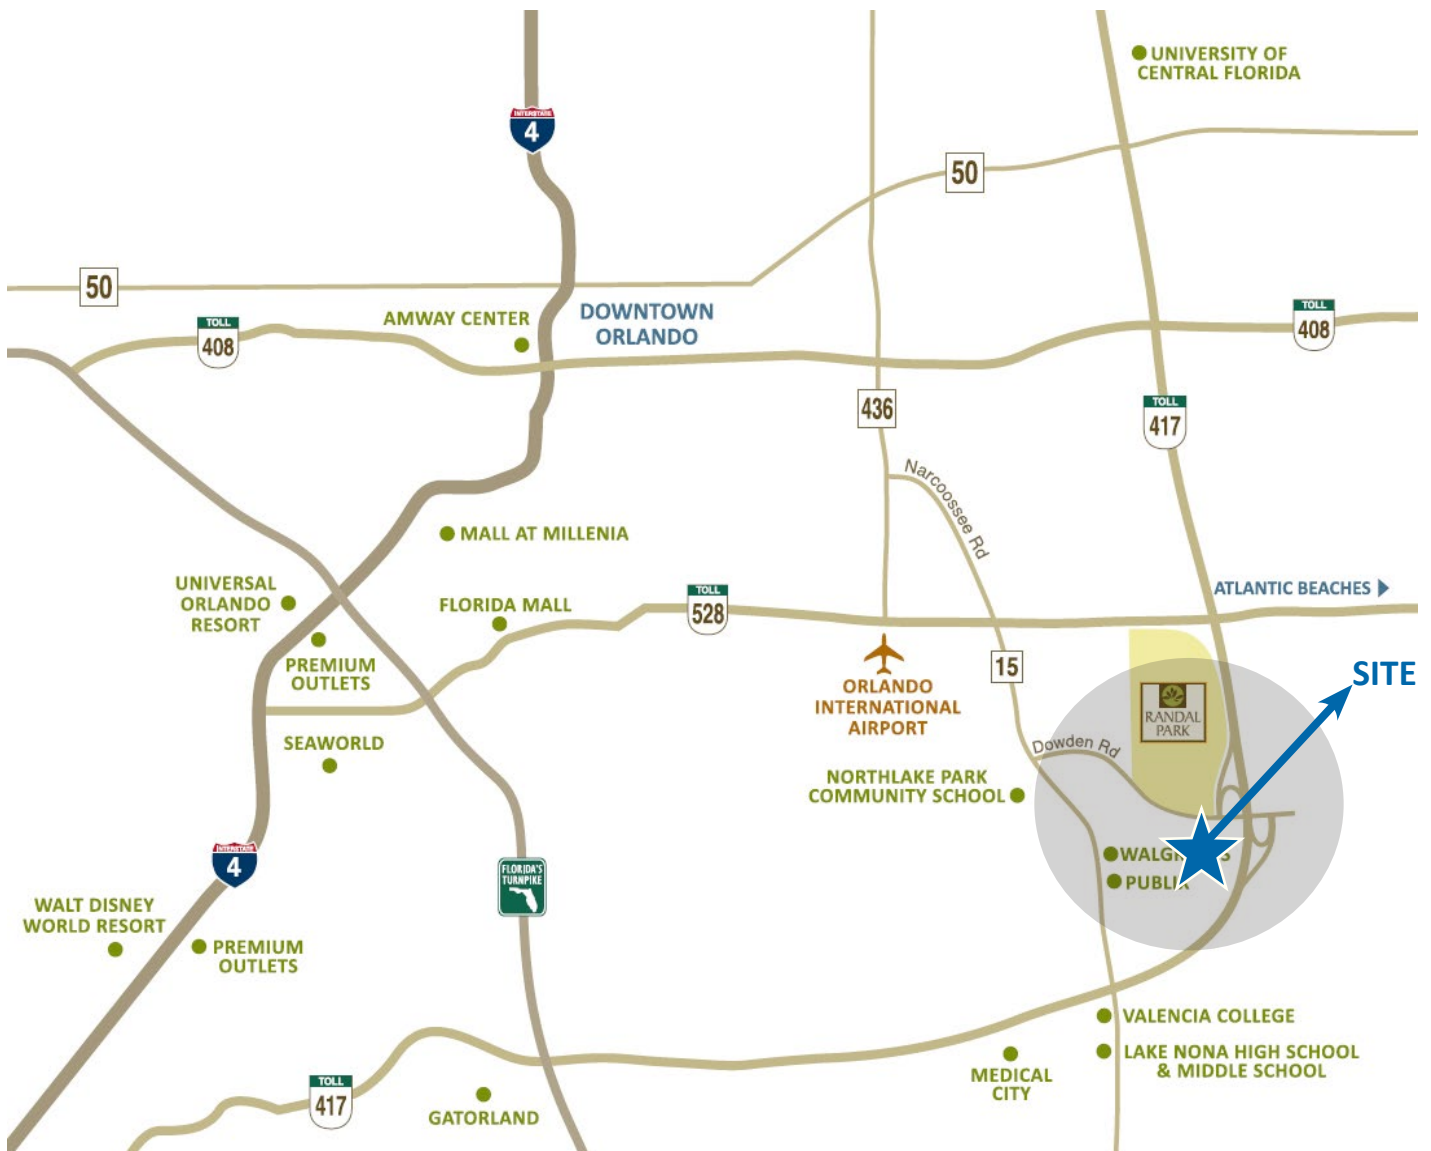 UNIVERSITY OF
CENTRAL FLORIDA
INTERSTATE
4
50
50
AMWAY CENTER
DOWNTOWN
ORLANDO
TOLL
408
TOLL
408
436
TOLL
417
Narcoossee Rd
MALL AT MILLENIA
UNIVERSAL
ORLANDO
RESORT
FLORIDA MALL
TOLL
528
ATLANTIC BEACHES
PREMIUM
OUTLETS
15
SITE
ORLANDO
INTERNATIONAL
AIRPORT
RANDAL
PARK
SEAWORLD
Dowden Rd
NORTHLAKE PARK
COMMUNITY SCHOOL
INTERSTATE
4
FLORIDA'S
TURNPIKE
PUBLIX
WALT DISNEY
WORLD RESORT
PREMIUM
OUTLETS
VALENCIA COLLEGE
LAKE NONA HIGH SCHOOL
& MIDDLE SCHOOL
MEDICAL
CITY
TOLL
417
GATORLAND